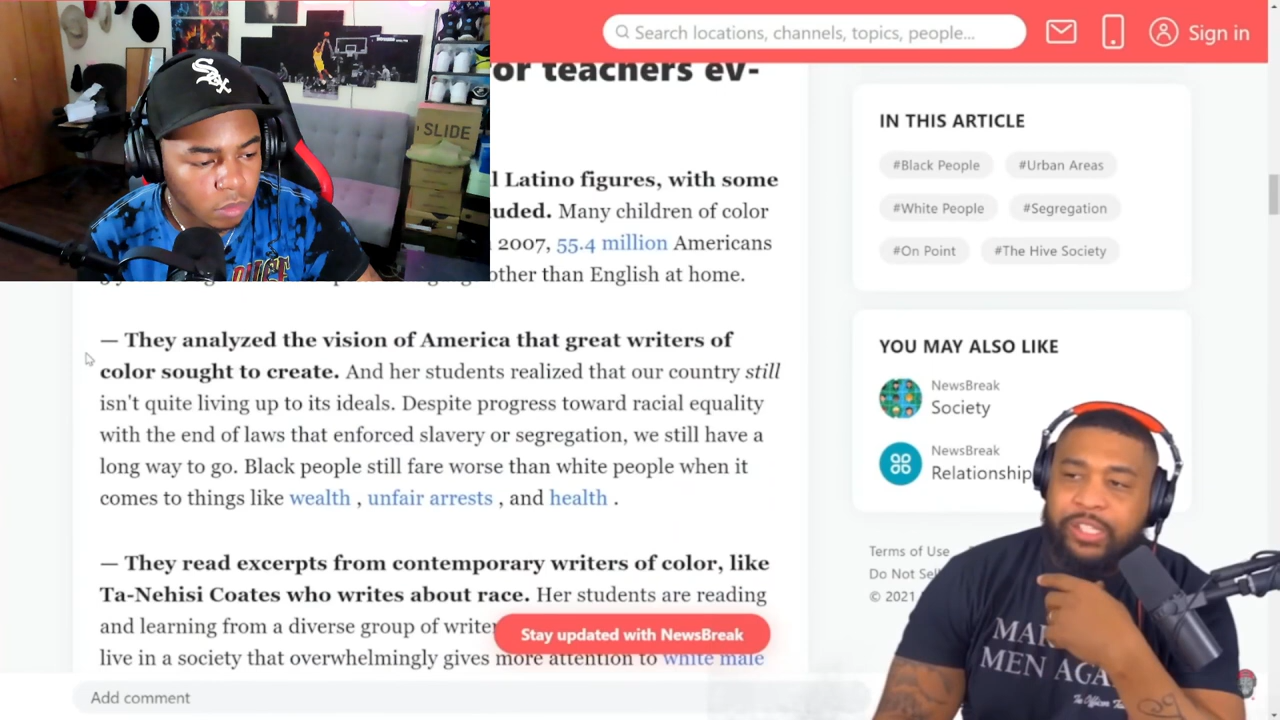 Search locations, channels, topics, people...
Sign in
or teachers ev-
l Latino figures, with some
uded. Many children of color
2007, 55.4 million Americans
other than English at home.
— They analyzed the vision of America that great writers of
color sought to create. And her students realized that our country still
isn't quite living up to its ideals. Despite progress toward racial equality
with the end of laws that enforced slavery or segregation, we still have a
long way to go. Black people still fare worse than white people when it
comes to things like wealth , unfair arrests , and health .
— They read excerpts from contemporary writers of color, like
Ta-Nehisi Coates who writes about race. Her students are reading
and learning from a diverse group of write
live in a society that overwhelmingly gives more attention to white male
Stay updated with NewsBreak
Add comment
IN THIS ARTICLE
#Black People #Urban Areas
#White People #Segregation
#On Point #The Hive Society
YOU MAY ALSO LIKE
NewsBreak
Society
NewsBreak
Relationship
Terms of Use
Do Not Sel
© 2021
SLIDE
Sox
MA
MEN AGA